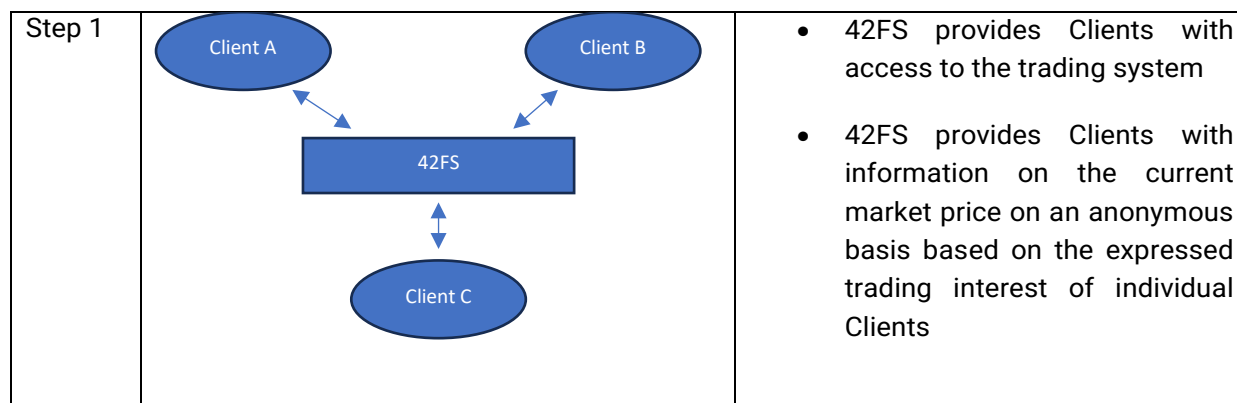 Step 1
Client A
Client B
42FS
Client C
• 42FS provides Clients with
access to the trading system
• 42FS provides Clients with
information on the current
market price on an anonymous
basis based on the expressed
trading interest of individual
Clients